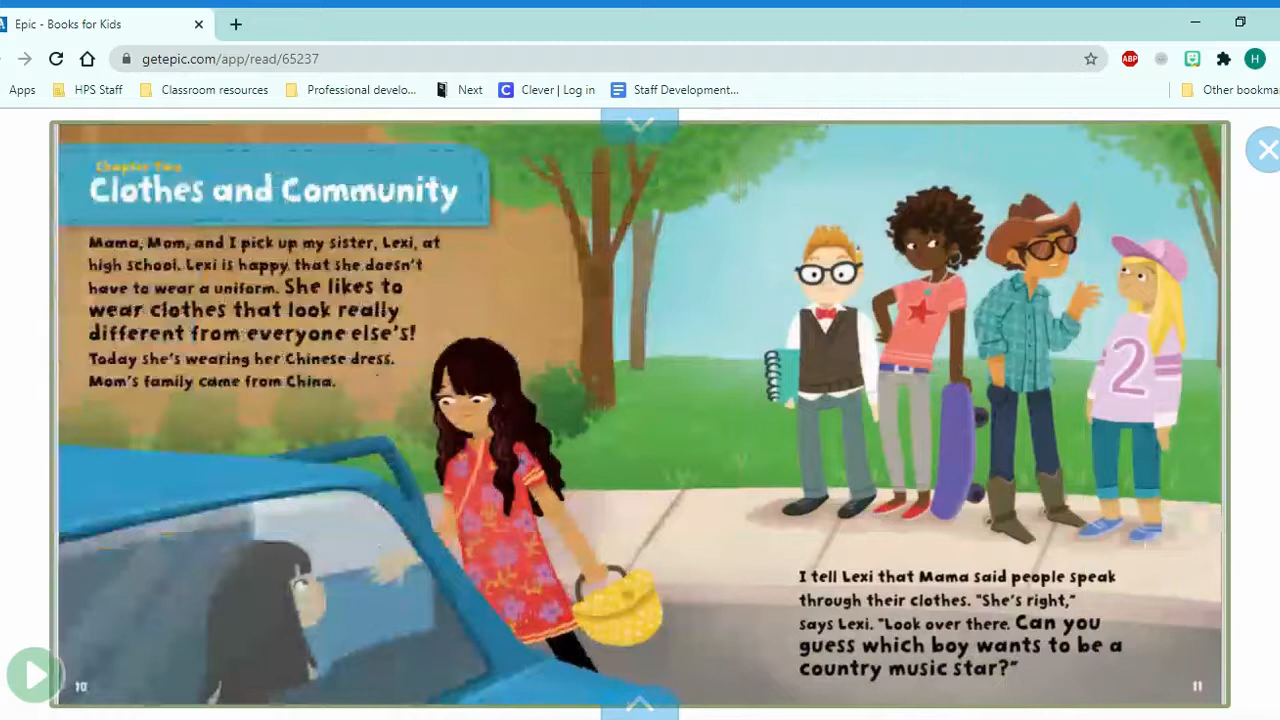 Epic - Books for Kids
getepic.com/app/read/65237
ABP
H
Apps
HPS Staff
Classroom resources
Professional develo...
Next
C
Clever | Log in
Staff Development...
Other bookma
Chapter Two
Clothes and Community
Mama, Mom, and I pick up my sister, Lexi, at
high school. Lexi is happy that she doesn't
have to wear a uniform. She likes to
wear clothes that look really
different from everyone else's!
Today she's wearing her Chinese dress.
Mom's family came from China.
2
I tell Lexi that Mama said people speak
through their clothes. "She's right,"
says Lexi. "Look over there. Can you
guess which boy wants to be a
country music star?"
10
11